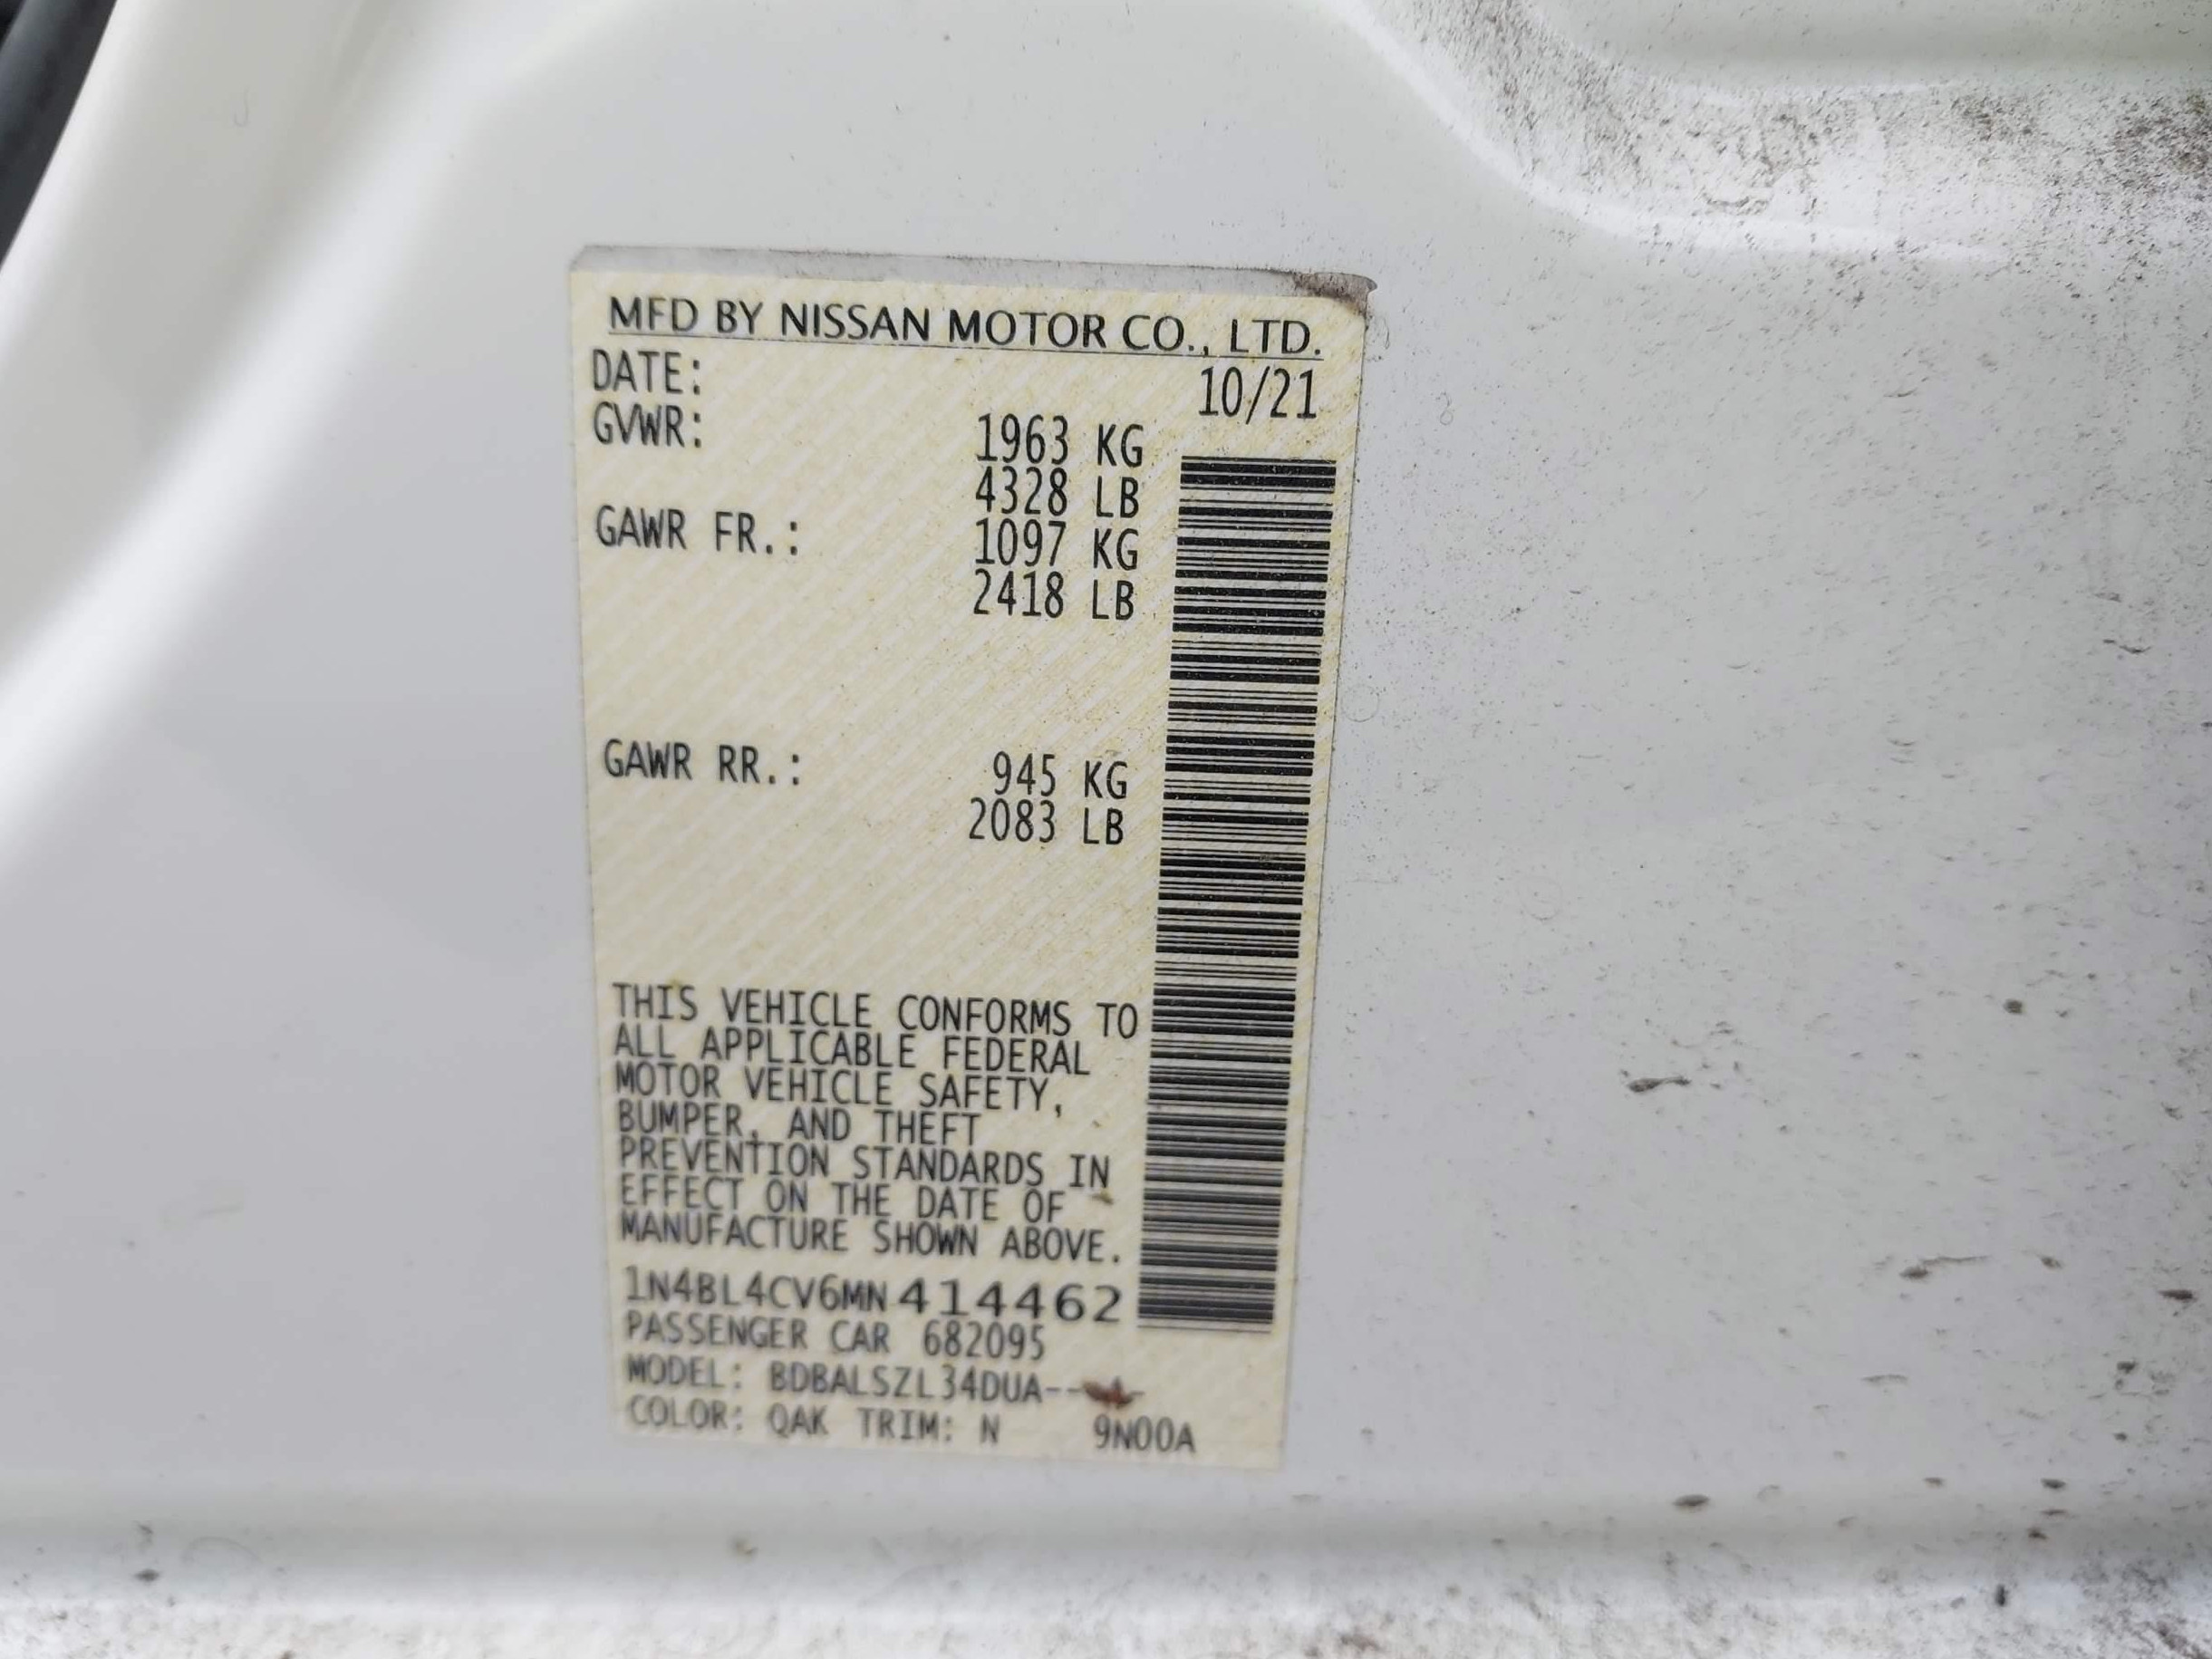 MFD BY NISSAN MOTOR CO., LTD.
DATE: 10/21
GVWR: 1963 KG
4328 LB
GAWR FR.: 1097 KG
2418 LB
GAWR RR.: 945 KG
2083 LB
THIS VEHICLE CONFORMS TO
ALL APPLICABLE FEDERAL
MOTOR VEHICLE SAFETY,
BUMPER, AND THEFT
PREVENTION STANDARDS IN
EFFECT ON THE DATE OF
MANUFACTURE SHOWN ABOVE.
1N4BL4CV6MN414462
PASSENGER CAR 682095
MODEL: BDBALSZL34DUA----
COLOR: QAK TRIM: N 9N00A